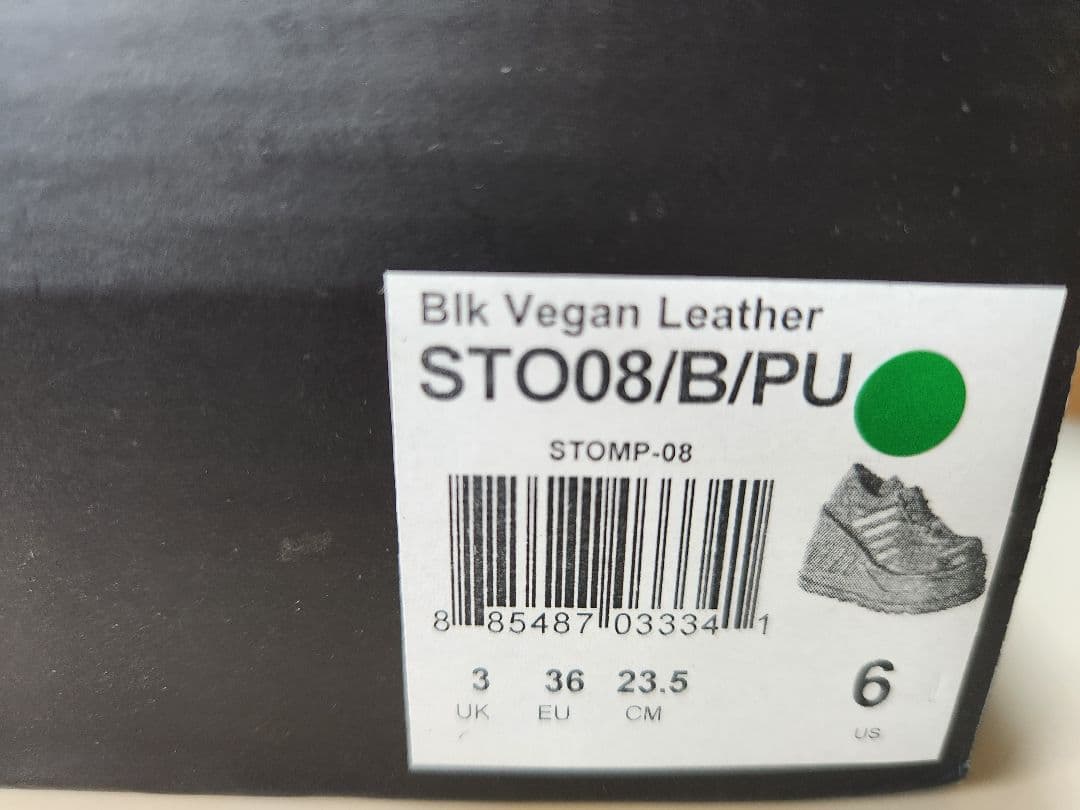 Blk Vegan Leather
STO08/B/PU
STOMP-08
8 85487 03334 1
3 36 23.5 6
UK EU CM US